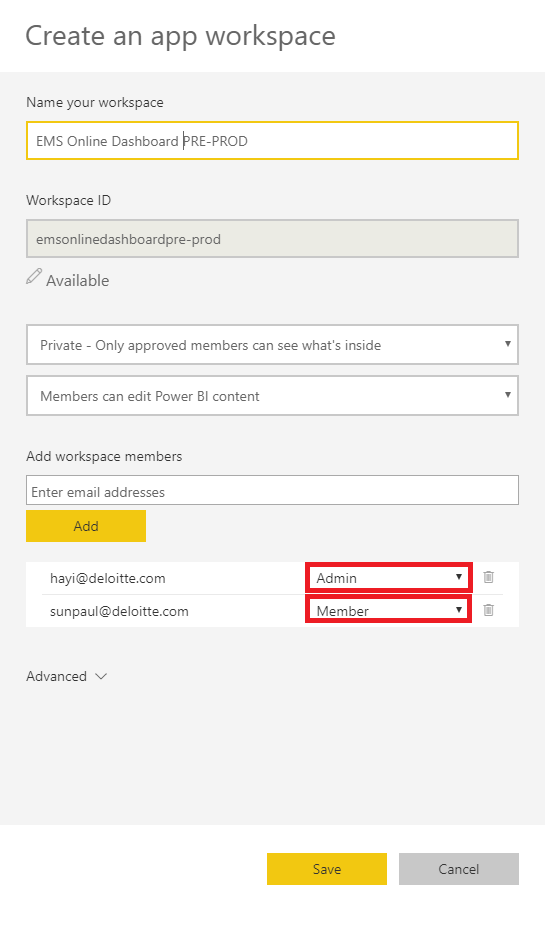 Create an app workspace
Name your workspace
EMS Online Dashboard PRE-PROD
Workspace ID
emsonlinedashboardpre-prod
Available
Private - Only approved members can see what's inside
Members can edit Power BI content
Add workspace members
Enter email addresses
Add
hayi@deloitte.com Admin
sunpaul@deloitte.com Member
Advanced
Save Cancel